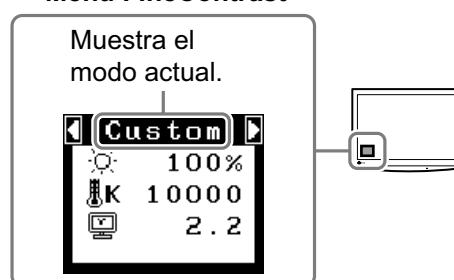 Muestra el
modo actual.
Custom
100%
K 10000
2.2